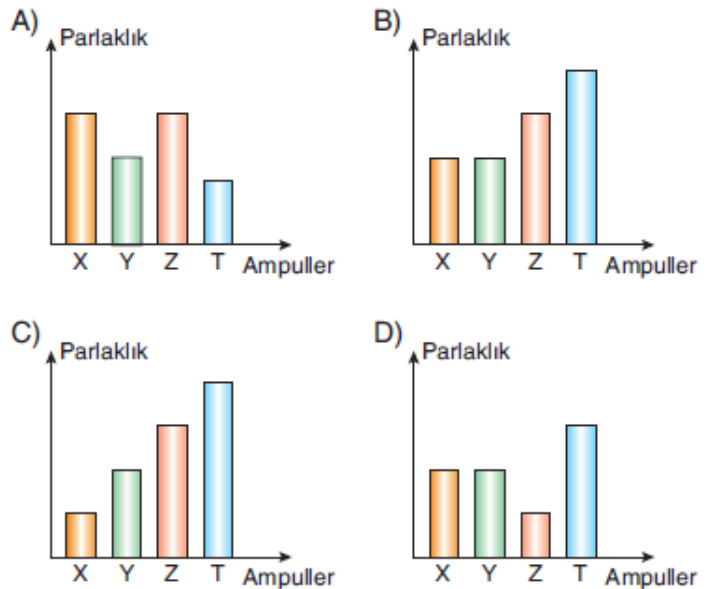 A)
Parlaklık
X Y Z T Ampuller
B)
Parlaklık
X Y Z T Ampuller
C)
Parlaklık
X Y Z T Ampuller
D)
Parlaklık
X Y Z T Ampuller